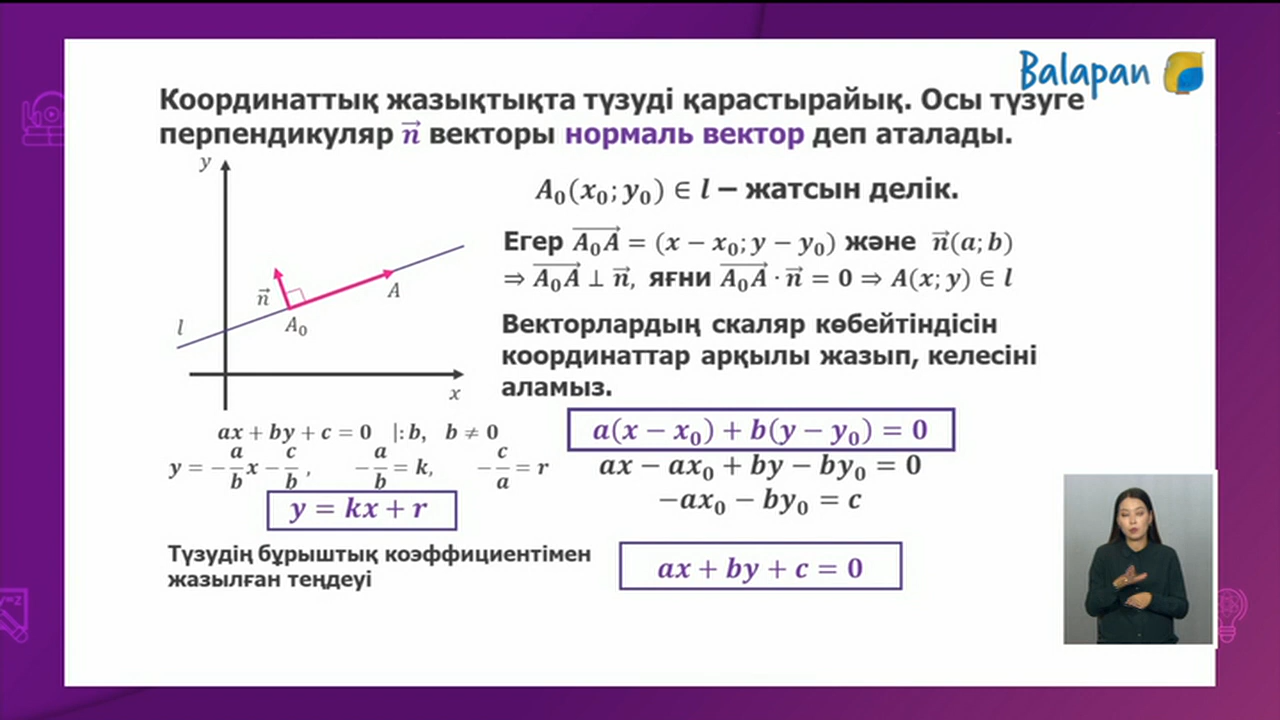 Balapan
Координаттық жазықтықта түзуді қарастырайық. Осы түзуге
перпендикуляр n⃗ векторы нормаль вектор деп аталады.
y
n⃗
A
A₀
l
x
A₀(x₀; y₀) ∈ l – жатсын делік.
Егер A₀A⃗ = (x − x₀; y − y₀) және n⃗(a; b)
⇒ A₀A⃗ ⊥ n⃗, яғни A₀A⃗ · n⃗ = 0 ⇒ A(x; y) ∈ l
Векторлардың скаляр көбейтіндісін
координаттар арқылы жазып, келесіні
аламыз.
a(x − x₀) + b(y − y₀) = 0
ax − ax₀ + by − by₀ = 0
−ax₀ − by₀ = c
ax + by + c = 0
ax + by + c = 0 |: b, b ≠ 0
y = −a/b x − c/b, −a/b = k, −c/a = r
y = kx + r
Түзудің бұрыштық коэффициентімен
жазылған теңдеуі